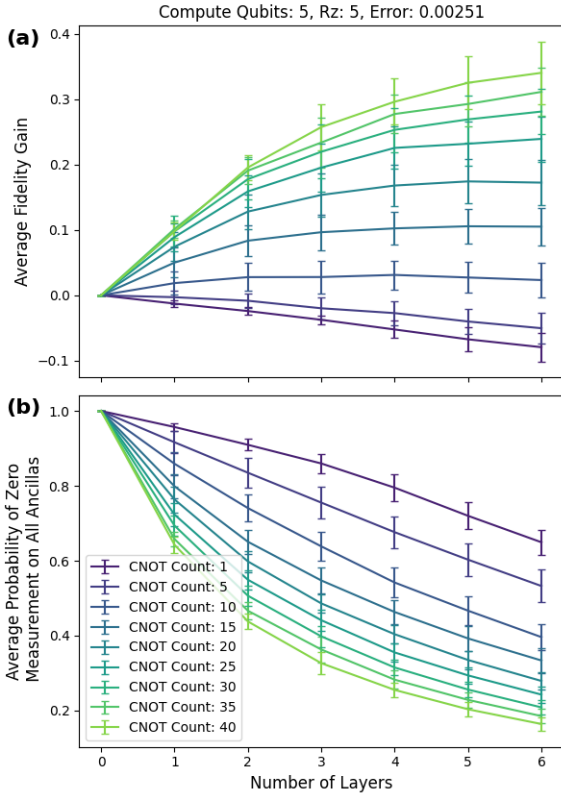 Compute Qubits: 5, Rz: 5, Error: 0.00251
(a)
0.4
0.3
0.2
0.1
0.0
−0.1
Average Fidelity Gain
(b)
1.0
0.8
0.6
0.4
0.2
Average Probability of Zero
Measurement on All Ancillas
CNOT Count: 1
CNOT Count: 5
CNOT Count: 10
CNOT Count: 15
CNOT Count: 20
CNOT Count: 25
CNOT Count: 30
CNOT Count: 35
CNOT Count: 40
0 1 2 3 4 5 6
Number of Layers